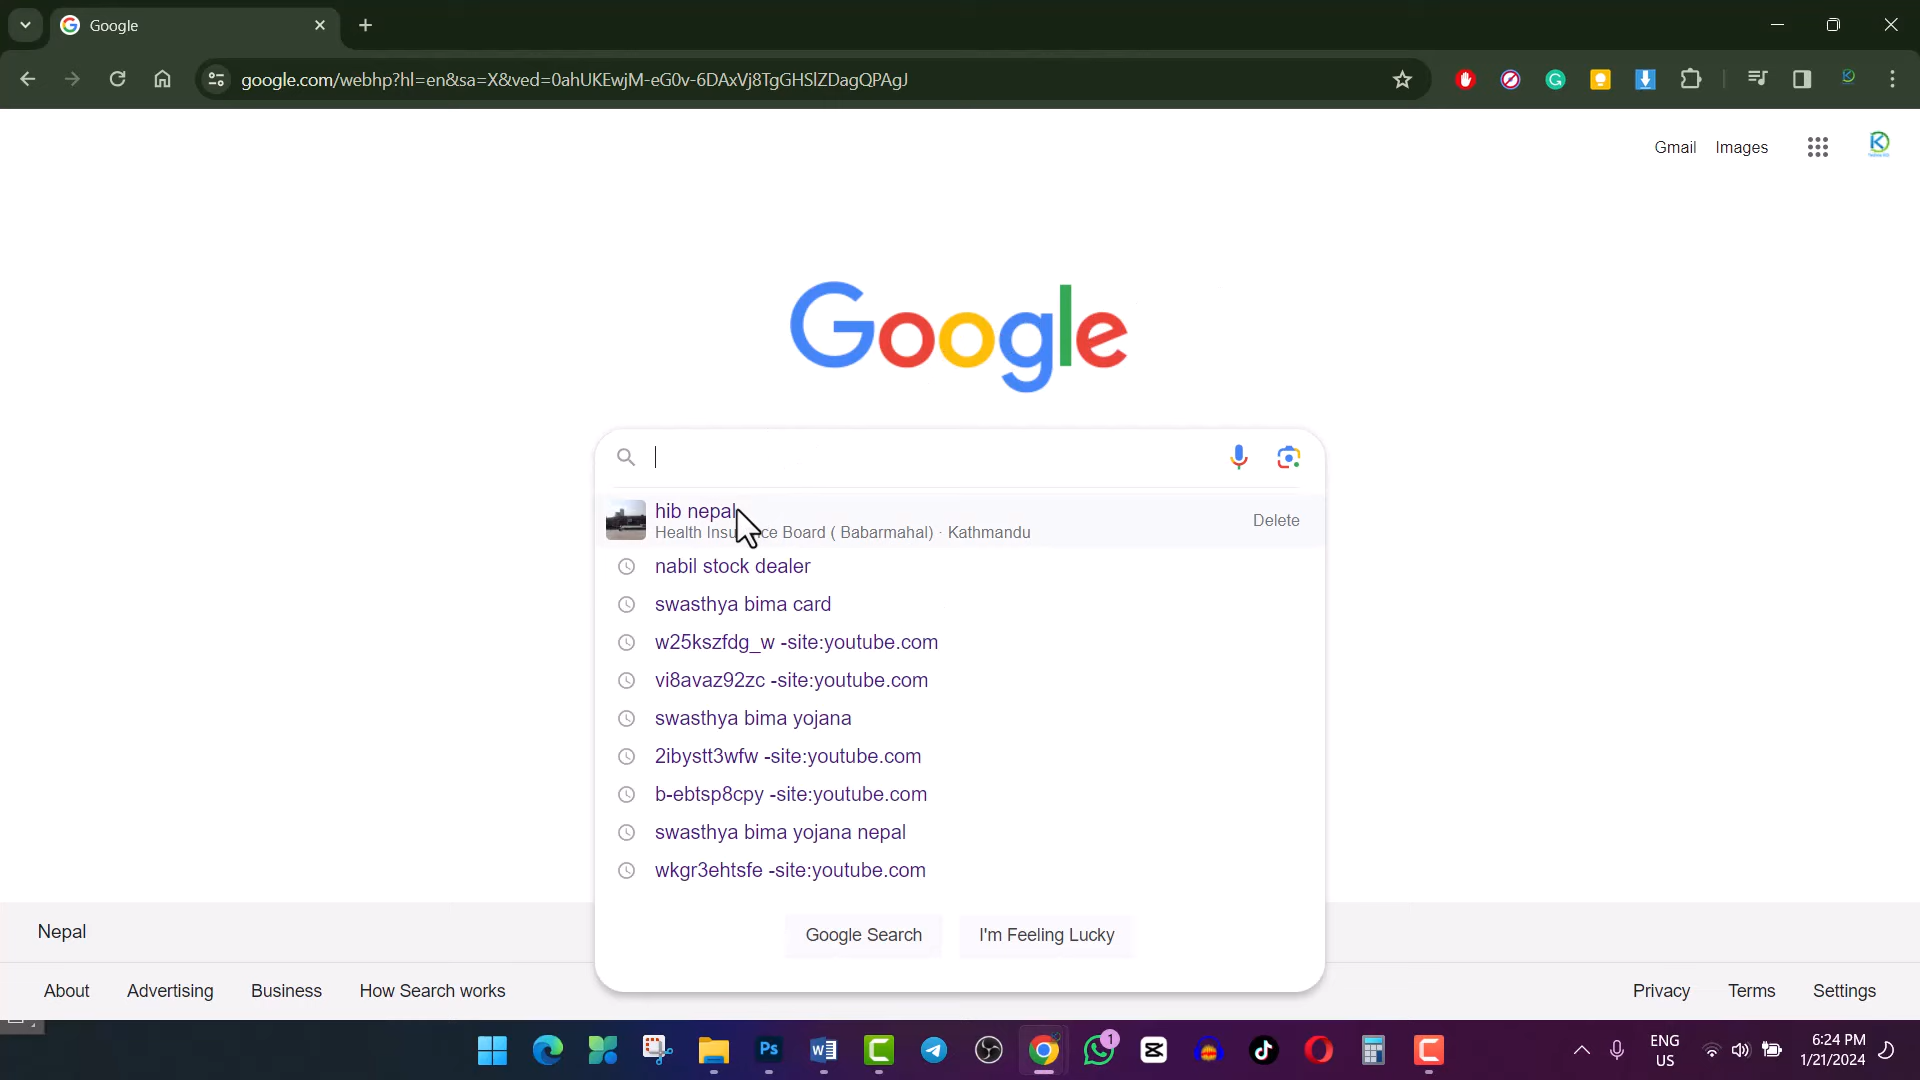 Google
google.com/webhp?hl=en&sa=X&ved=0ahUKEwjM-eG0v-6DAxVj8TgGHSlZDagQPAgJ
Gmail Images
Google
hib nepal
Health Insu ce Board ( Babarmahal) · Kathmandu
Delete
nabil stock dealer
swasthya bima card
w25kszfdg_w -site:youtube.com
vi8avaz92zc -site:youtube.com
swasthya bima yojana
2ibystt3wfw -site:youtube.com
b-ebtsp8cpy -site:youtube.com
swasthya bima yojana nepal
wkgr3ehtsfe -site:youtube.com
Google Search I'm Feeling Lucky
Nepal
About Advertising Business How Search works Privacy Terms Settings
Ps
1
ENG
US
6:24 PM
1/21/2024